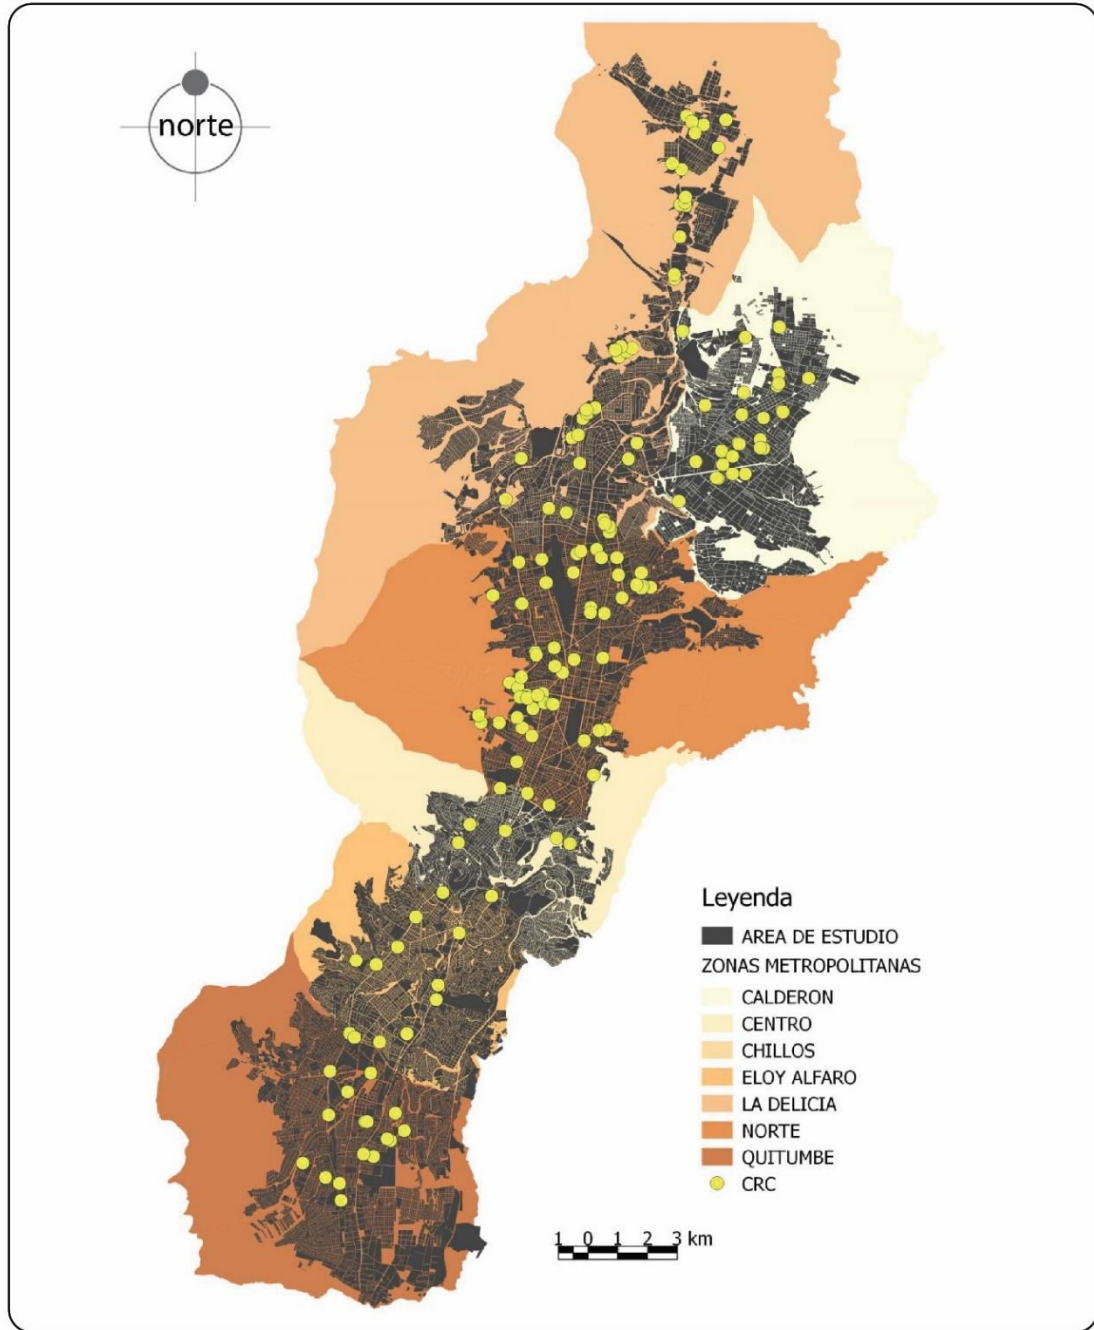 norte
Leyenda
AREA DE ESTUDIO
ZONAS METROPOLITANAS
CALDERON
CENTRO
CHILLOS
ELOY ALFARO
LA DELICIA
NORTE
QUITUMBE
CRC
1 0 1 2 3 km